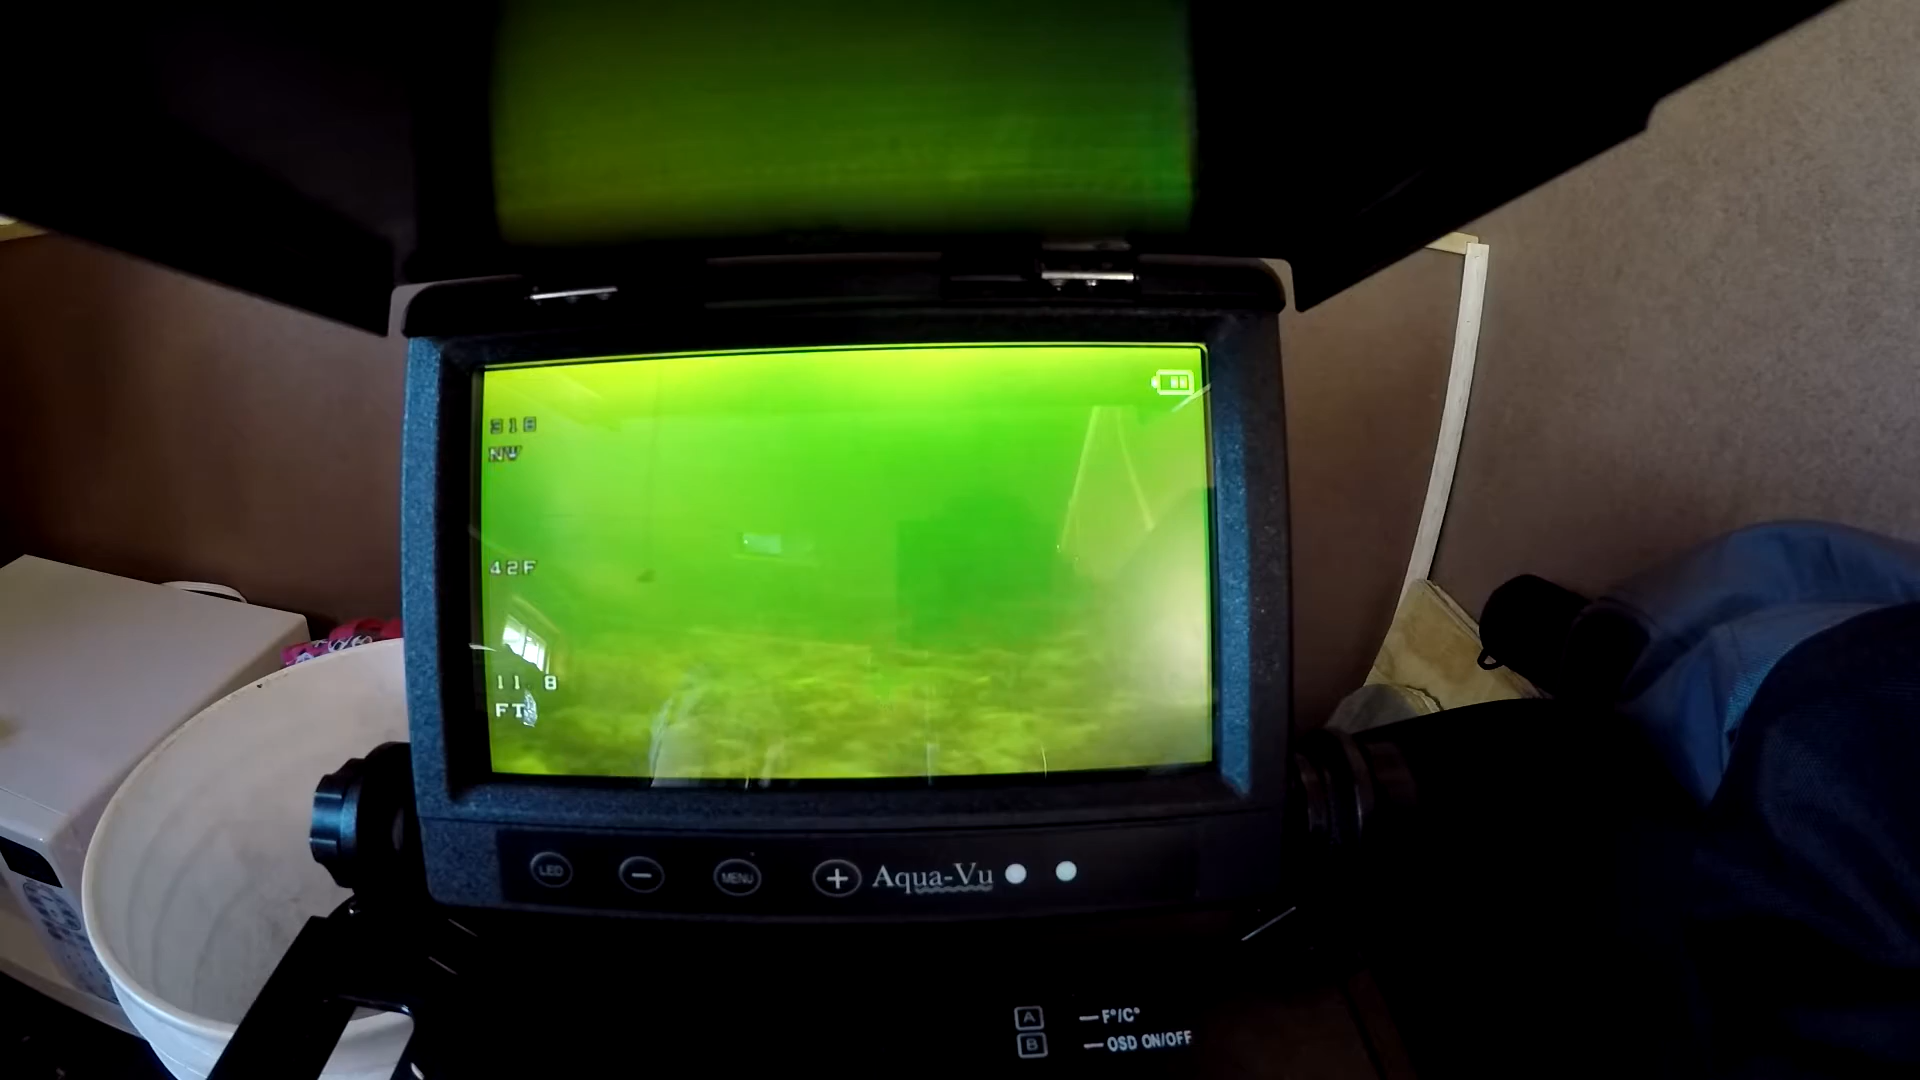 318
NW
42F
11.8
FT
LED
MENU
Aqua-Vu
A — F°/C°
B — OSD ON/OFF